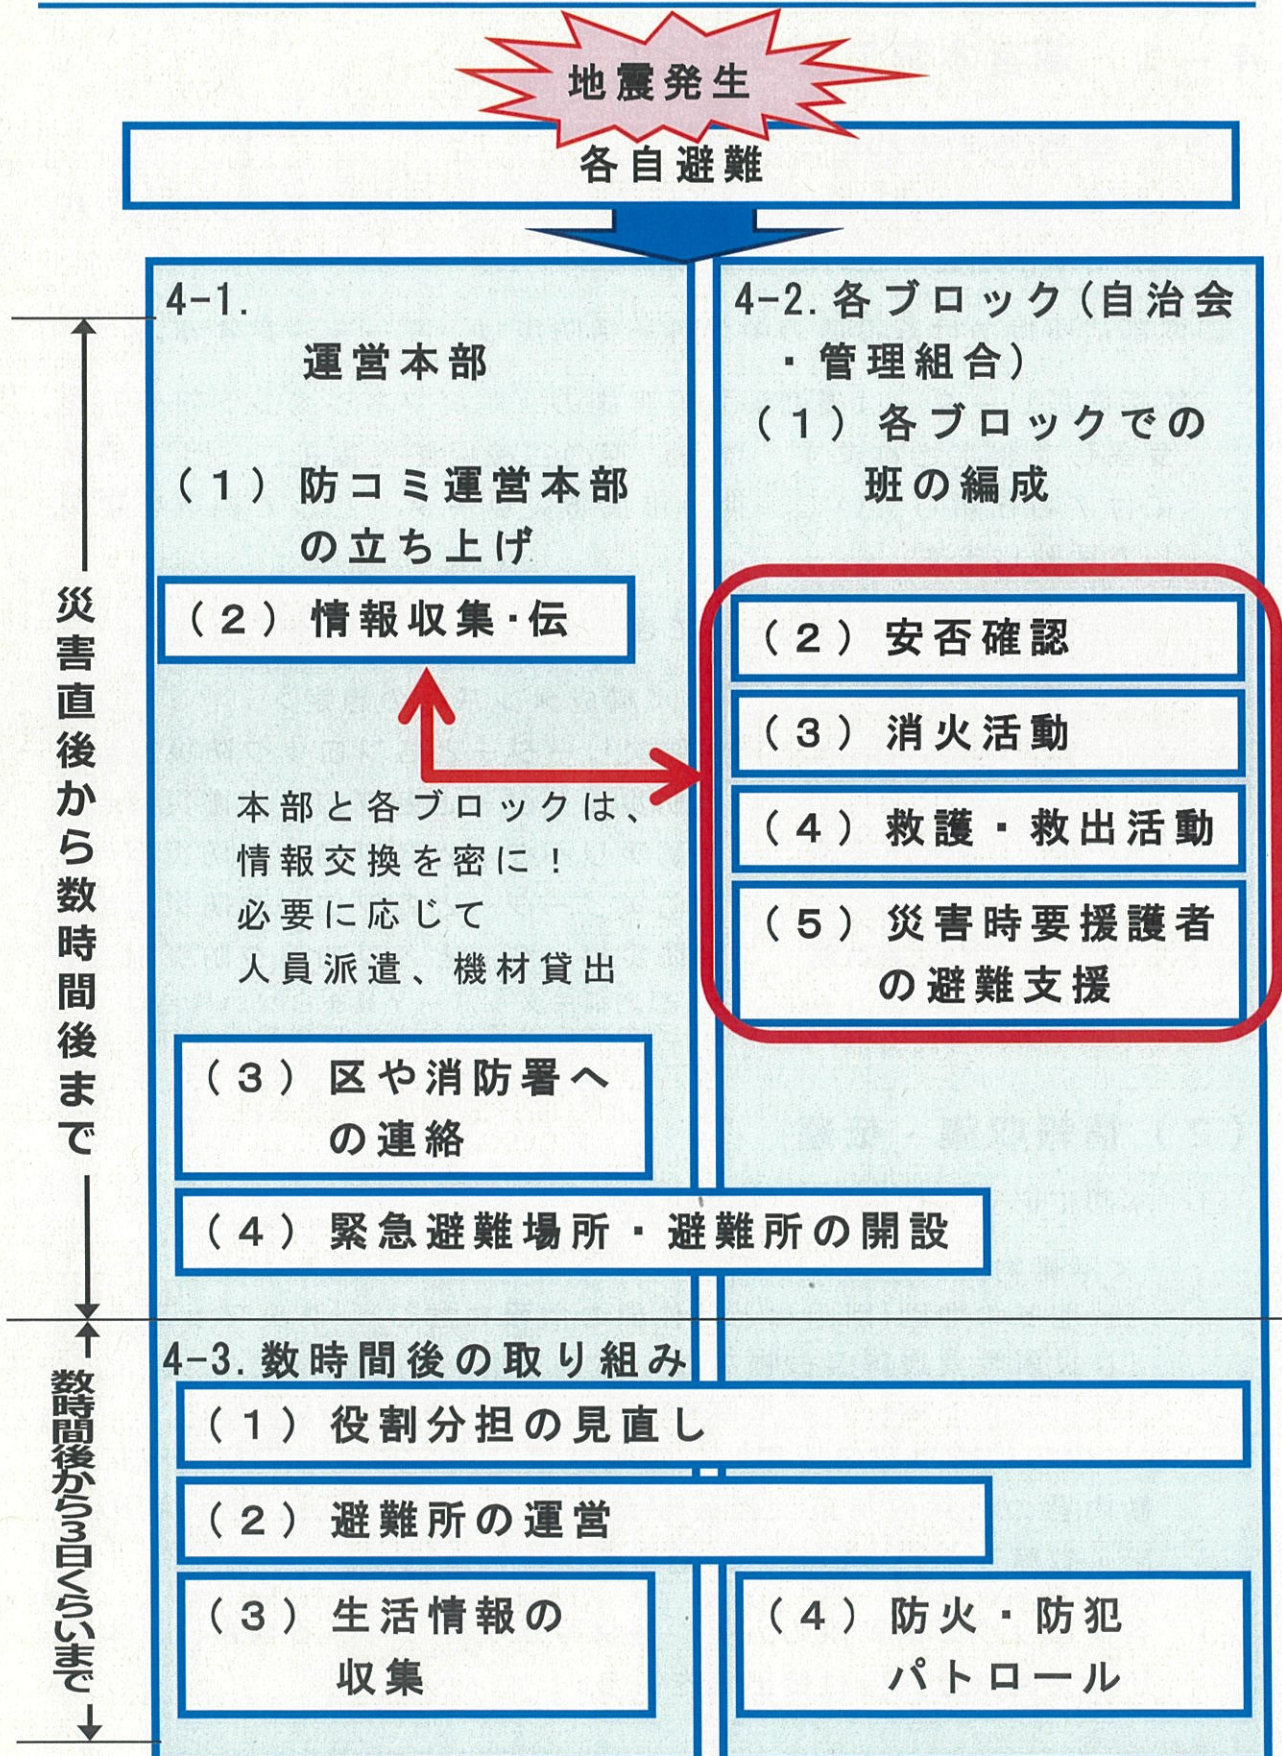 地震発生
各自避難
災害直後から数時間後まで
4-1.
運営本部
(1)防コミ運営本部
の立ち上げ
(2)情報収集・伝
本部と各ブロックは、
情報交換を密に!
必要に応じて
人員派遣、機材貸出
(3)区や消防署へ
の連絡
4-2.各ブロック(自治会
・管理組合)
(1)各ブロックでの
班の編成
(2)安否確認
(3)消火活動
(4)救護・救出活動
(5)災害時要援護者
の避難支援
(4)緊急避難場所・避難所の開設
数時間後から3日くらいまで
4-3.数時間後の取り組み
(1)役割分担の見直し
(2)避難所の運営
(3)生活情報の
収集
(4)防火・防犯
パトロール